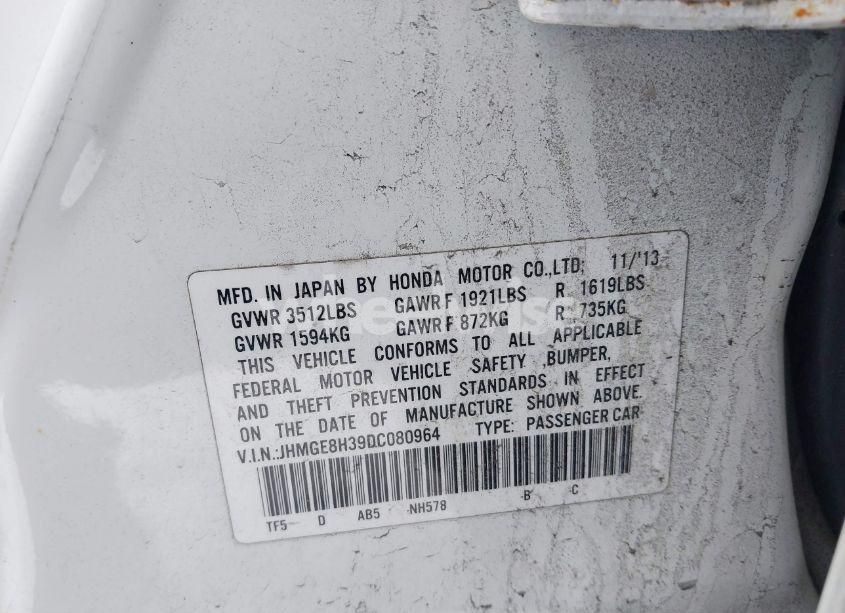 MFD. IN JAPAN BY HONDA MOTOR CO.,LTD; 11/'13
GVWR 3512LBS GAWR F 1921LBS R 1619LBS
GVWR 1594KG GAWR F 872KG R 735KG
THIS VEHICLE CONFORMS TO ALL APPLICABLE
FEDERAL MOTOR VEHICLE SAFETY ,BUMPER,
AND THEFT PREVENTION STANDARDS IN EFFECT
ON THE DATE OF MANUFACTURE SHOWN ABOVE.
V.I.N.:JHMGE8H39DC080964 TYPE: PASSENGER CAR
TF5 D AB5 NH578 B C